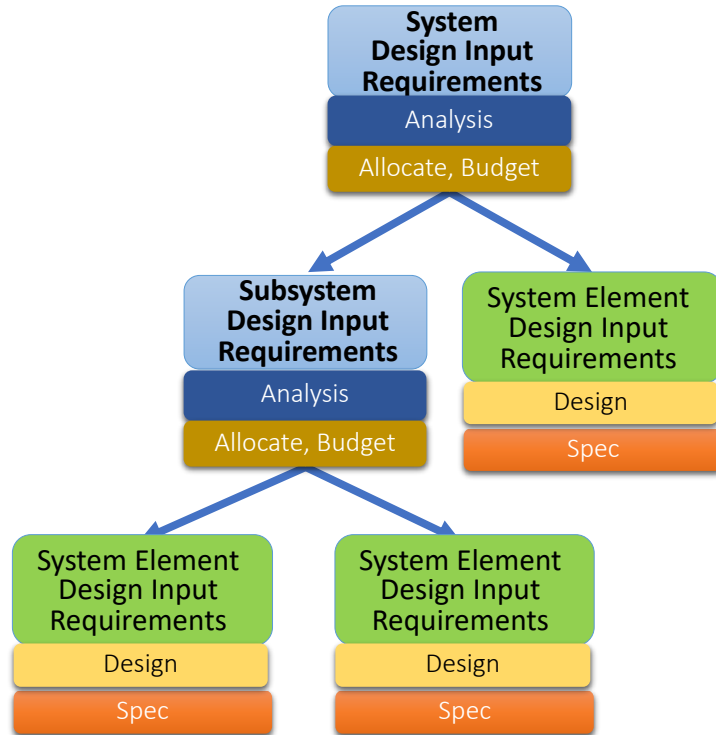 System
Design Input
Requirements
Analysis
Allocate, Budget
Subsystem
Design Input
Requirements
Analysis
Allocate, Budget
System Element
Design Input
Requirements
Design
Spec
System Element
Design Input
Requirements
Design
Spec
System Element
Design Input
Requirements
Design
Spec